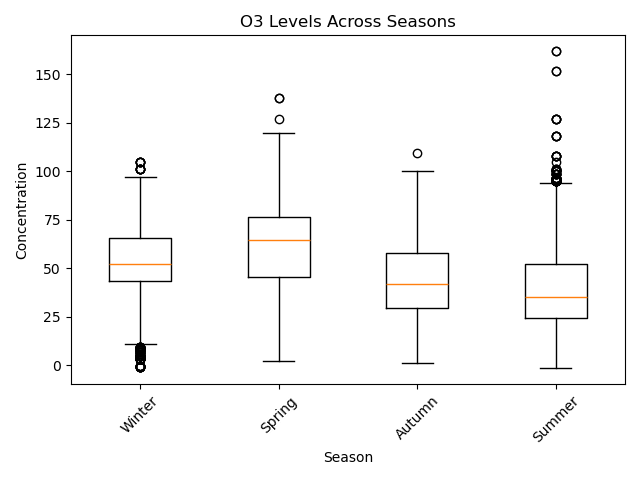 O3 Levels Across Seasons
150
125
100
75
50
25
0
Concentration
Winter
Spring
Autumn
Summer
Season